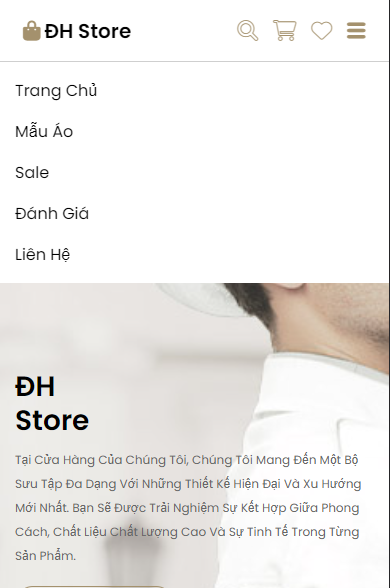 ĐH Store
Trang Chủ
Mẫu Áo
Sale
Đánh Giá
Liên Hệ
ĐH
Store
Tại Cửa Hàng Của Chúng Tôi, Chúng Tôi Mang Đến Một Bộ
Sưu Tập Đa Dạng Với Những Thiết Kế Hiện Đại Và Xu Hướng
Mới Nhất. Bạn Sẽ Được Trải Nghiệm Sự Kết Hợp Giữa Phong
Cách, Chất Liệu Chất Lượng Cao Và Sự Tinh Tế Trong Từng
Sản Phẩm.